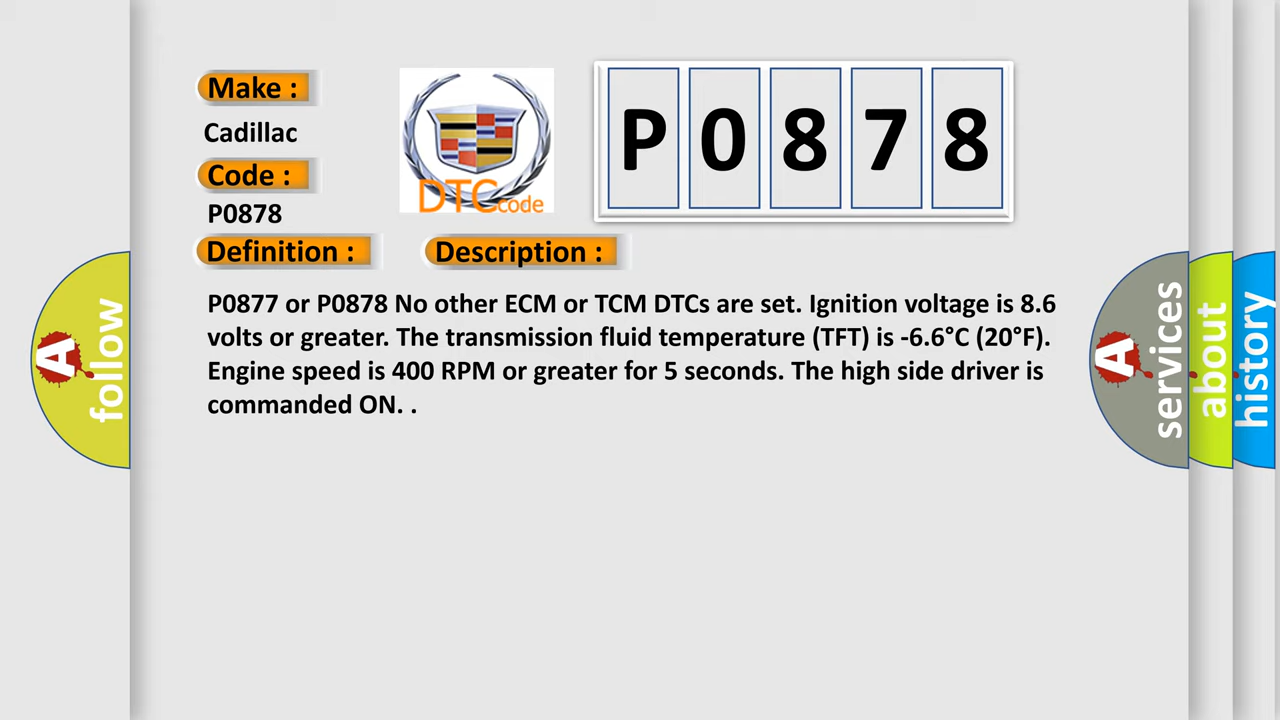 Make :
Cadillac
Code :
P0878
DTC code
P0878
Definition :
Description :
P0877 or P0878 No other ECM or TCM DTCs are set. Ignition voltage is 8.6
volts or greater. The transmission fluid temperature (TFT) is -6.6°C (20°F).
Engine speed is 400 RPM or greater for 5 seconds. The high side driver is
commanded ON. .
A follow
A services
about
history